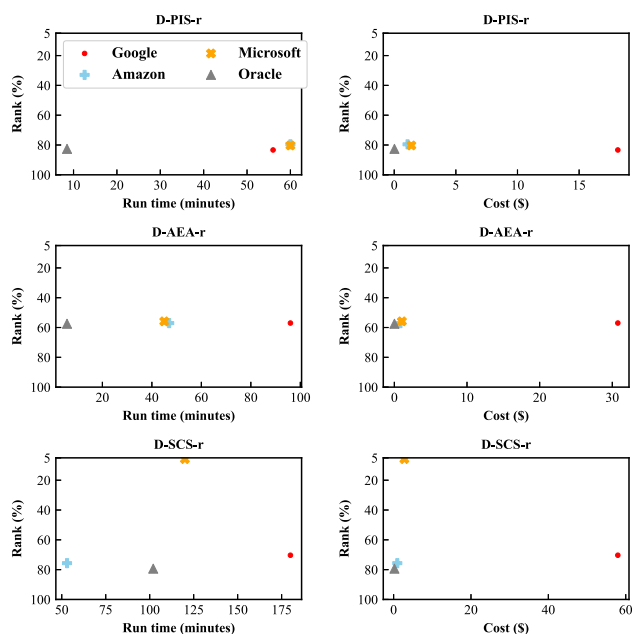 D-PIS-r
Rank (%)
5
20
40
60
80
100
Google
Amazon
Microsoft
Oracle
10 20 30 40 50 60
Run time (minutes)
D-PIS-r
Rank (%)
5
20
40
60
80
100
0 5 10 15
Cost ($)
D-AEA-r
Rank (%)
5
20
40
60
80
100
20 40 60 80 100
Run time (minutes)
D-AEA-r
Rank (%)
5
20
40
60
80
100
0 10 20 30
Cost ($)
D-SCS-r
Rank (%)
5
20
40
60
80
100
50 75 100 125 150 175
Run time (minutes)
D-SCS-r
Rank (%)
5
20
40
60
80
100
0 20 40 60
Cost ($)